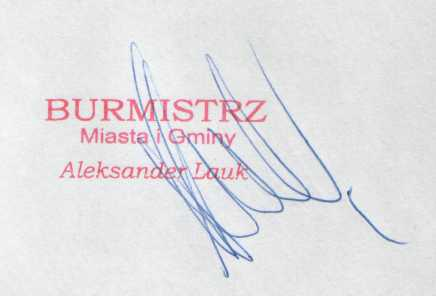 BURMISTRZ
Miasta i Gminy
Aleksander Lauk